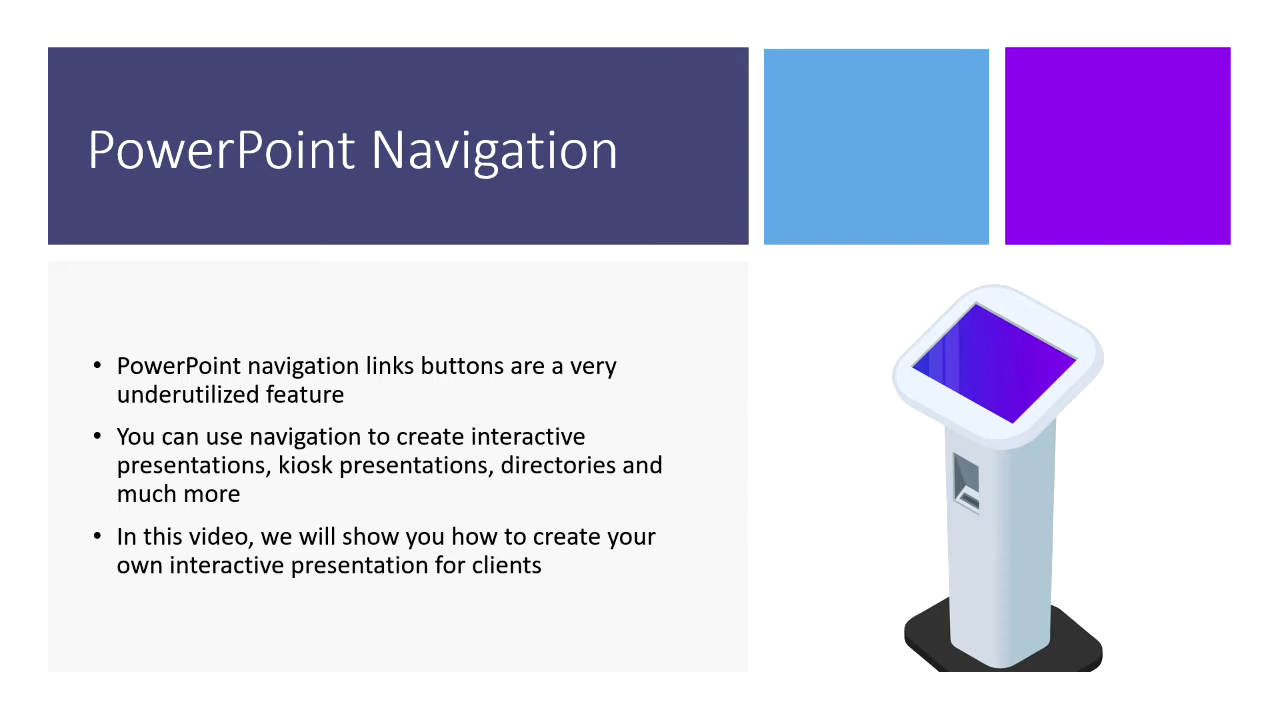 PowerPoint Navigation
• PowerPoint navigation links buttons are a very
underutilized feature
• You can use navigation to create interactive
presentations, kiosk presentations, directories and
much more
• In this video, we will show you how to create your
own interactive presentation for clients